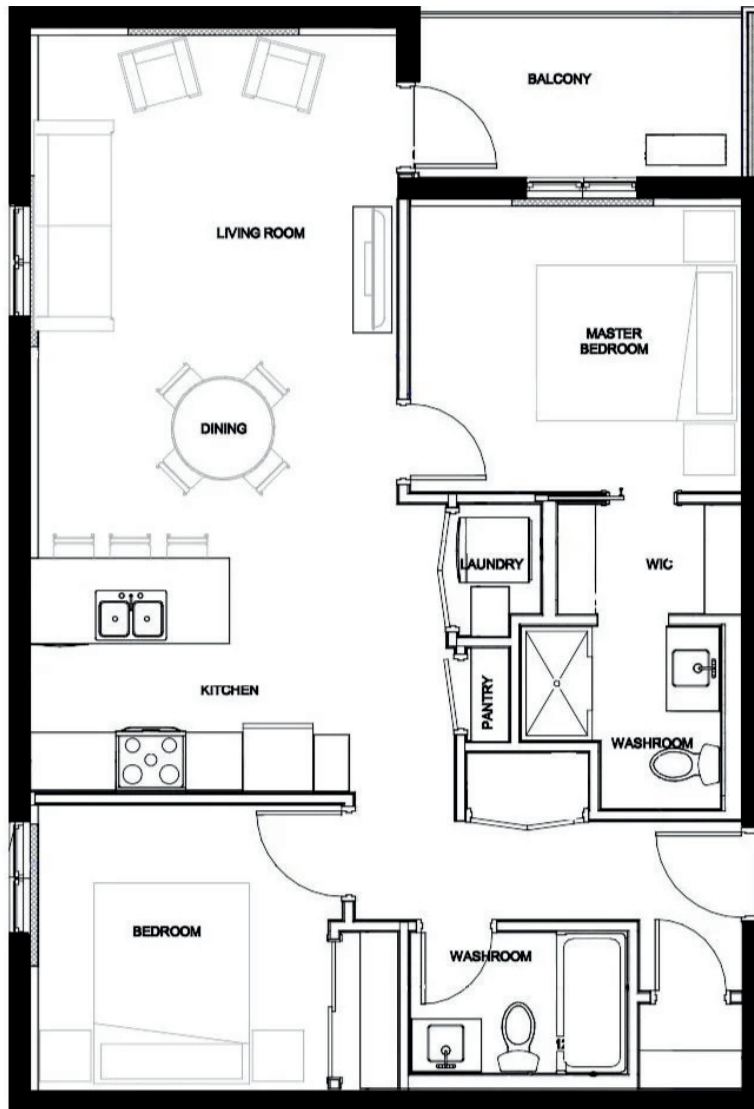 BALCONY
LIVING ROOM
MASTER
BEDROOM
DINING
LAUNDRY
WIC
KITCHEN
PANTRY
WASHROOM
BEDROOM
WASHROOM